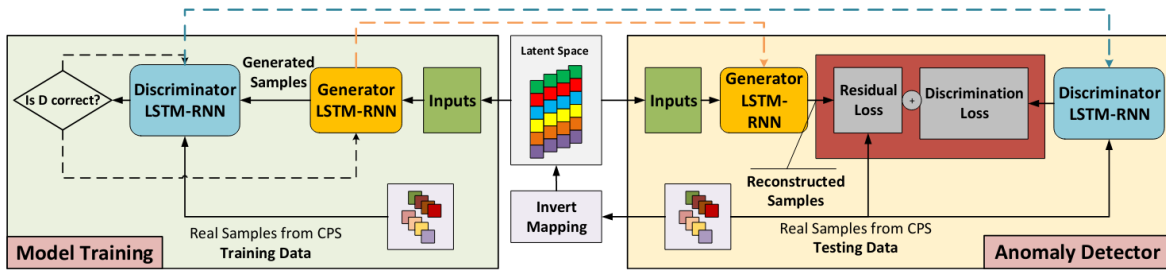 Is D correct?
Discriminator
LSTM-RNN
Generated
Samples
Generator
LSTM-RNN
Inputs
Real Samples from CPS
Training Data
Model Training
Latent Space
Invert
Mapping
Inputs
Generator
LSTM-
RNN
Residual
Loss
+
Discrimination
Loss
Discriminator
LSTM-RNN
Reconstructed
Samples
Real Samples from CPS
Testing Data
Anomaly Detector